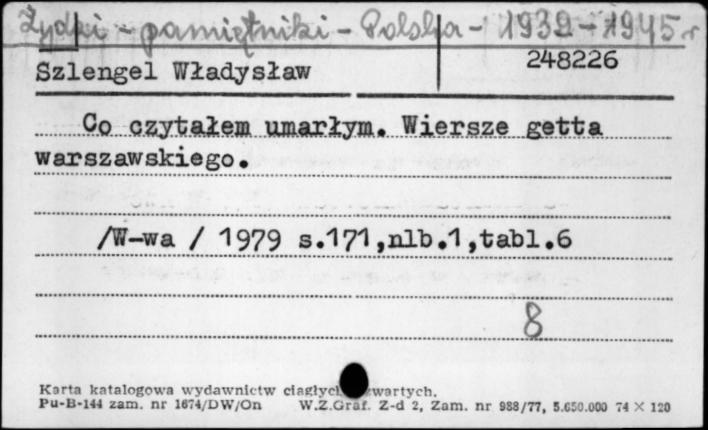 Żydzi - pamiętniki - Polska - 1939-1945 r
248226
Szlengel Władysław
Co czytałem umarłym. Wiersze getta
warszawskiego.
/W-wa / 1979 s.171,nlb.1,tabl.6
8
Karta katalogowa wydawnictw ciągłych zwartych.
Pu-B-144 zam. nr 1674/DW/On W.Z.Graf. Z-d 2, Zam. nr 988/77, 5.650.000 74 × 120